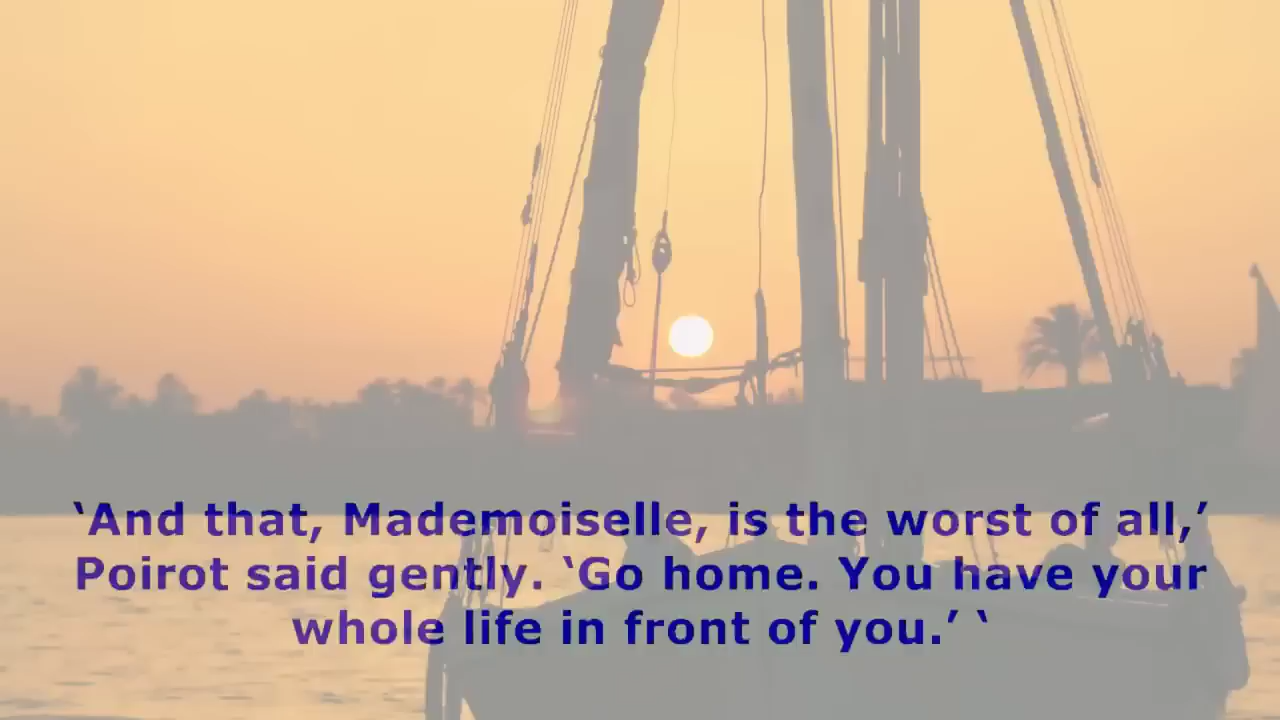 ‘And that, Mademoiselle, is the worst of all,’
Poirot said gently. ‘Go home. You have your
whole life in front of you.’ ‘